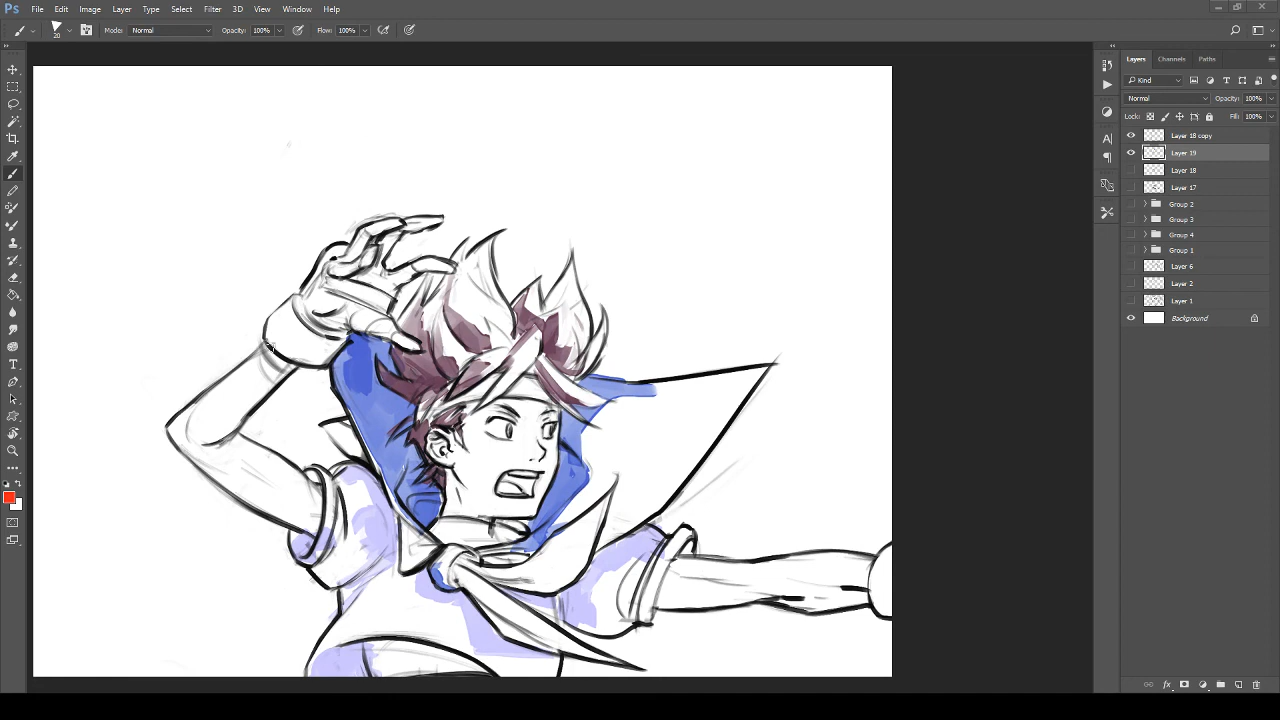 Ps File Edit Image Layer Type Select Filter 3D View Window Help
20 Mode: Normal Opacity: 100% Flow: 100%
Layers Channels Paths
Kind
Normal Opacity: 100%
Lock: Fill: 100%
Layer 18 copy
Layer 19
Layer 18
Layer 17
Group 2
Group 3
Group 4
Group 1
Layer 6
Layer 2
Layer 1
Background